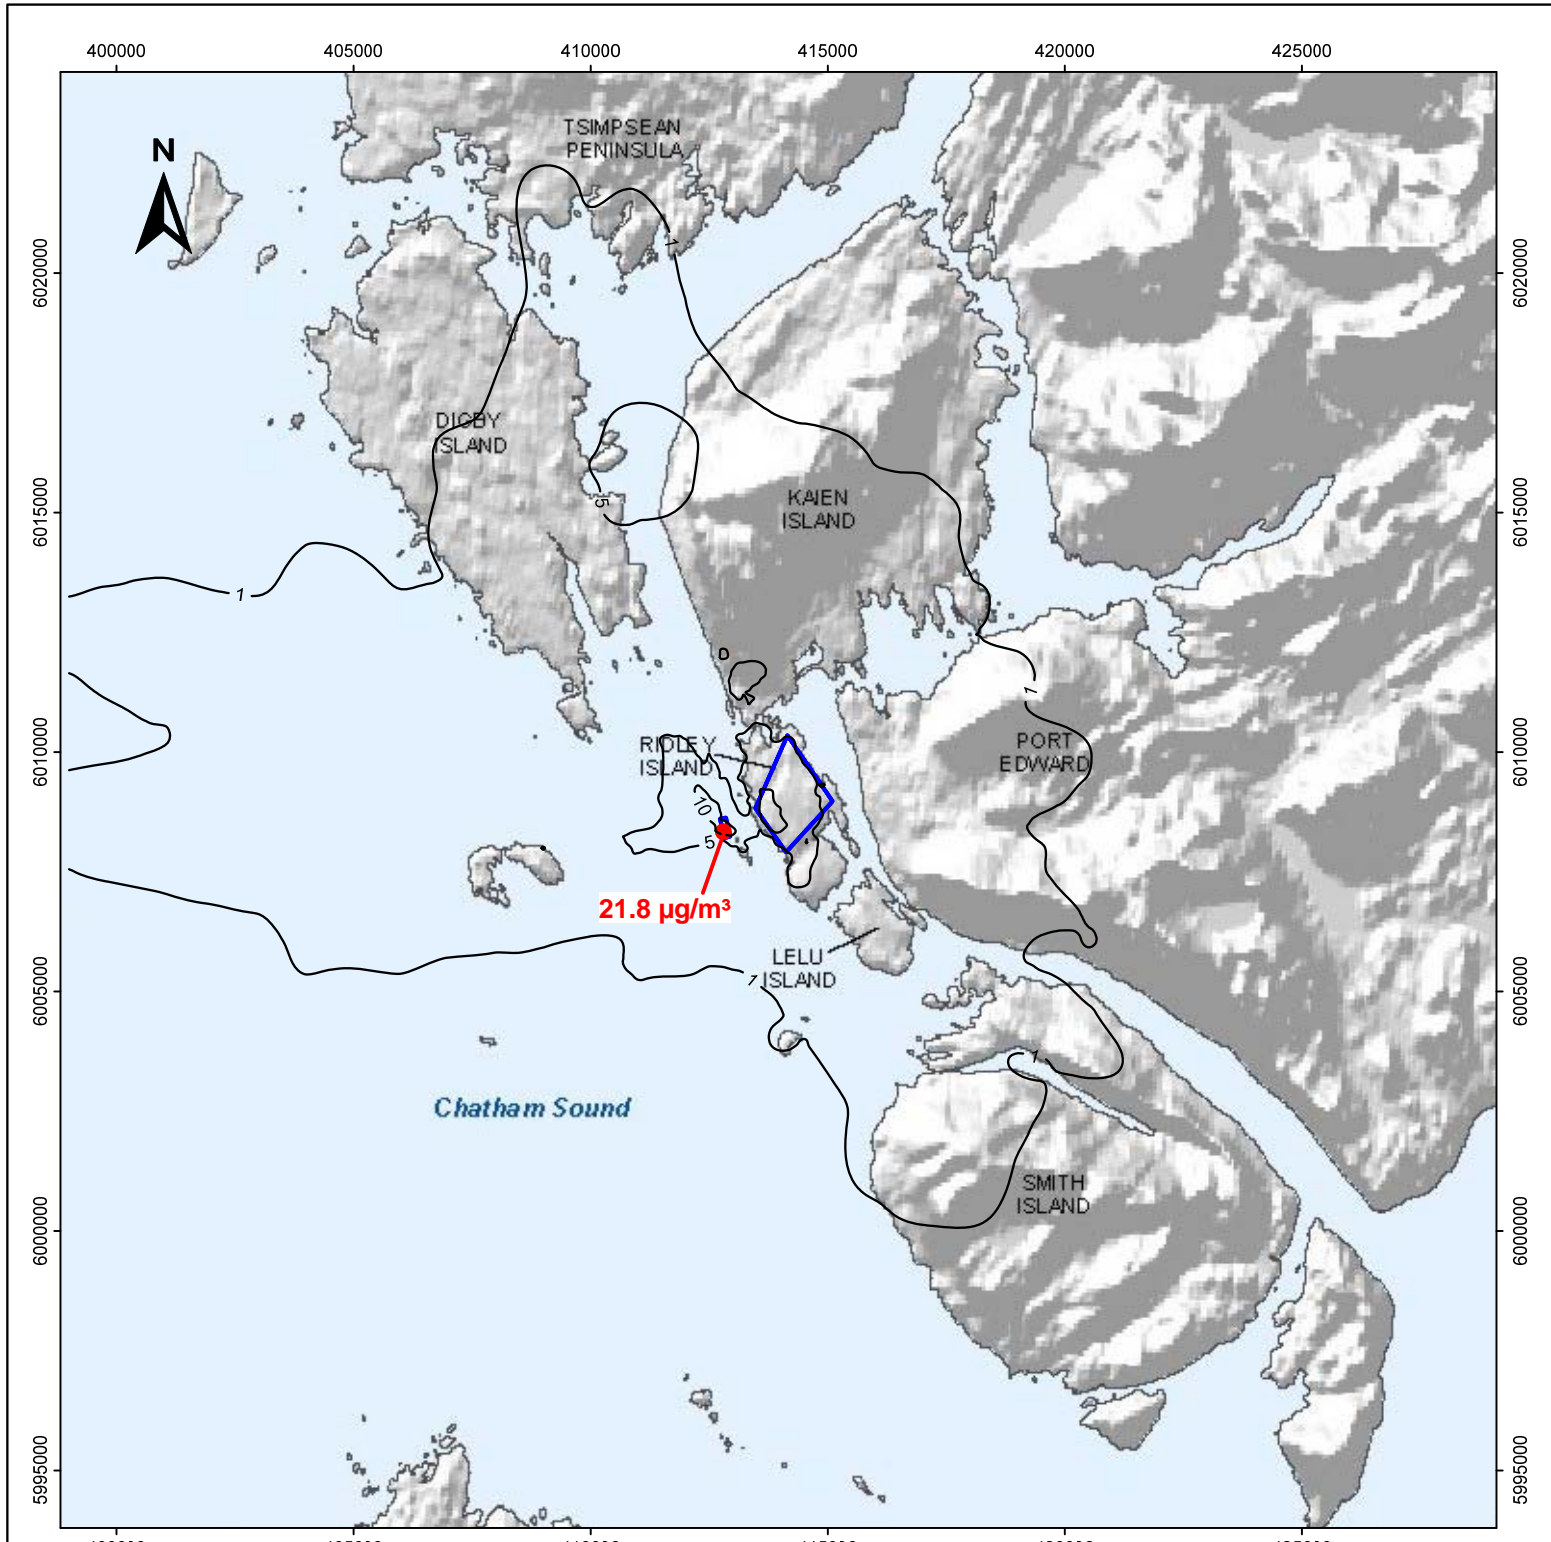 400000 405000 410000 415000 420000 425000
N
TSIMPSEAN
PENINSULA
1
6020000
6020000
DIGBY
ISLAND
5
KAIEN
ISLAND
6015000
6015000
1
1
RIDLEY
ISLAND
PORT
EDWARD
6010000
6010000
10
5
21.8 µg/m³
LELU
ISLAND
1
6005000
6005000
1
Chatham Sound
SMITH
ISLAND
6000000
6000000
5995000
5995000